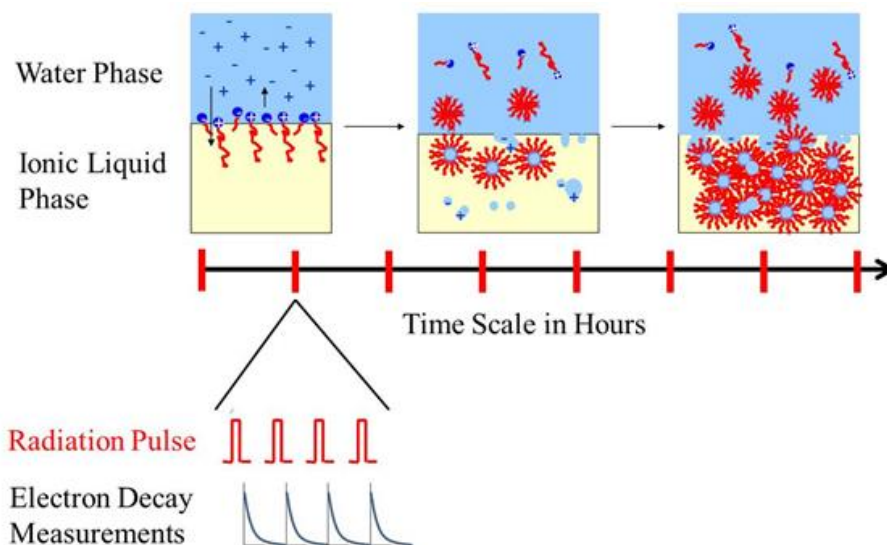 Water Phase
Ionic Liquid
Phase
Time Scale in Hours
Radiation Pulse
Electron Decay
Measurements